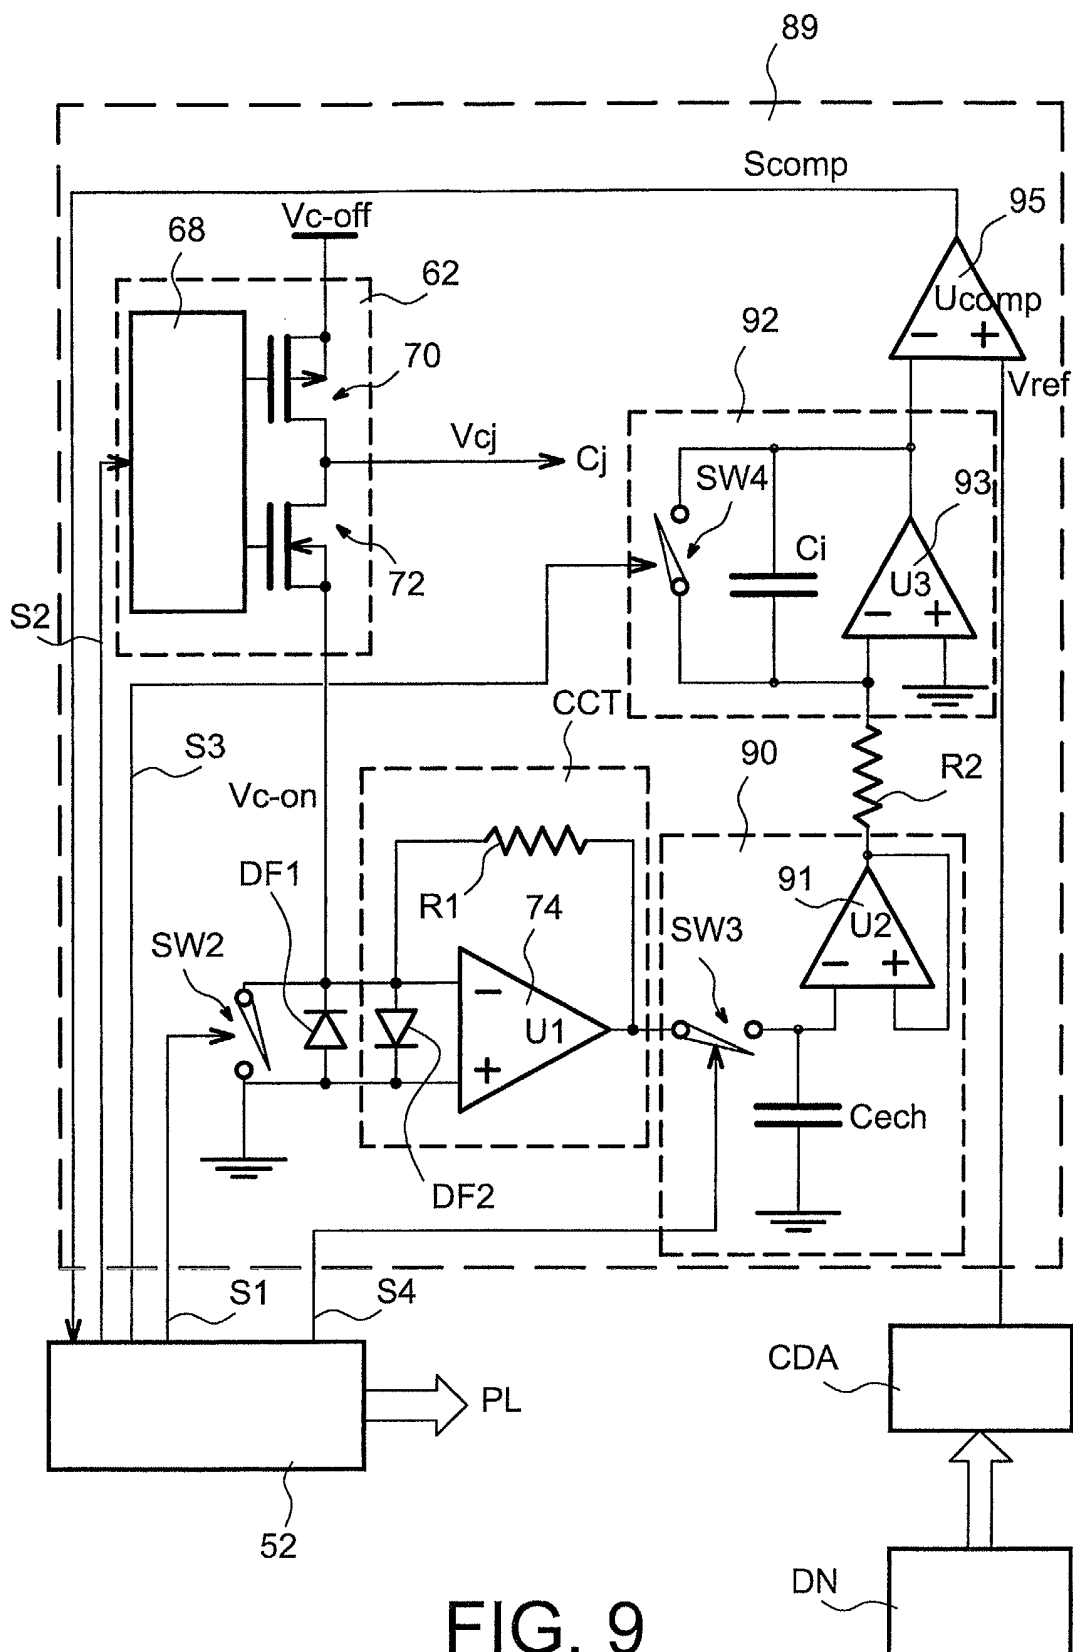 89
Scomp
Vc-off
68
95
62
Ucomp
- +
92
70
Vref
Vcj
Cj
SW4
93
Ci
U3
- +
72
S2
CCT
S3
90
R2
Vc-on
DF1
R1
74
91
U2
- +
SW2
SW3
-
U1
+
Cech
DF2
S1
S4
CDA
PL
52
DN
FIG. 9